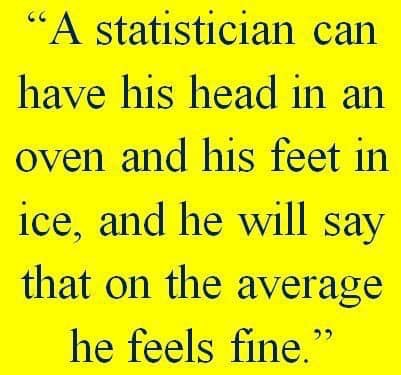 “A statistician can
have his head in an
oven and his feet in
ice, and he will say
that on the average
he feels fine.”